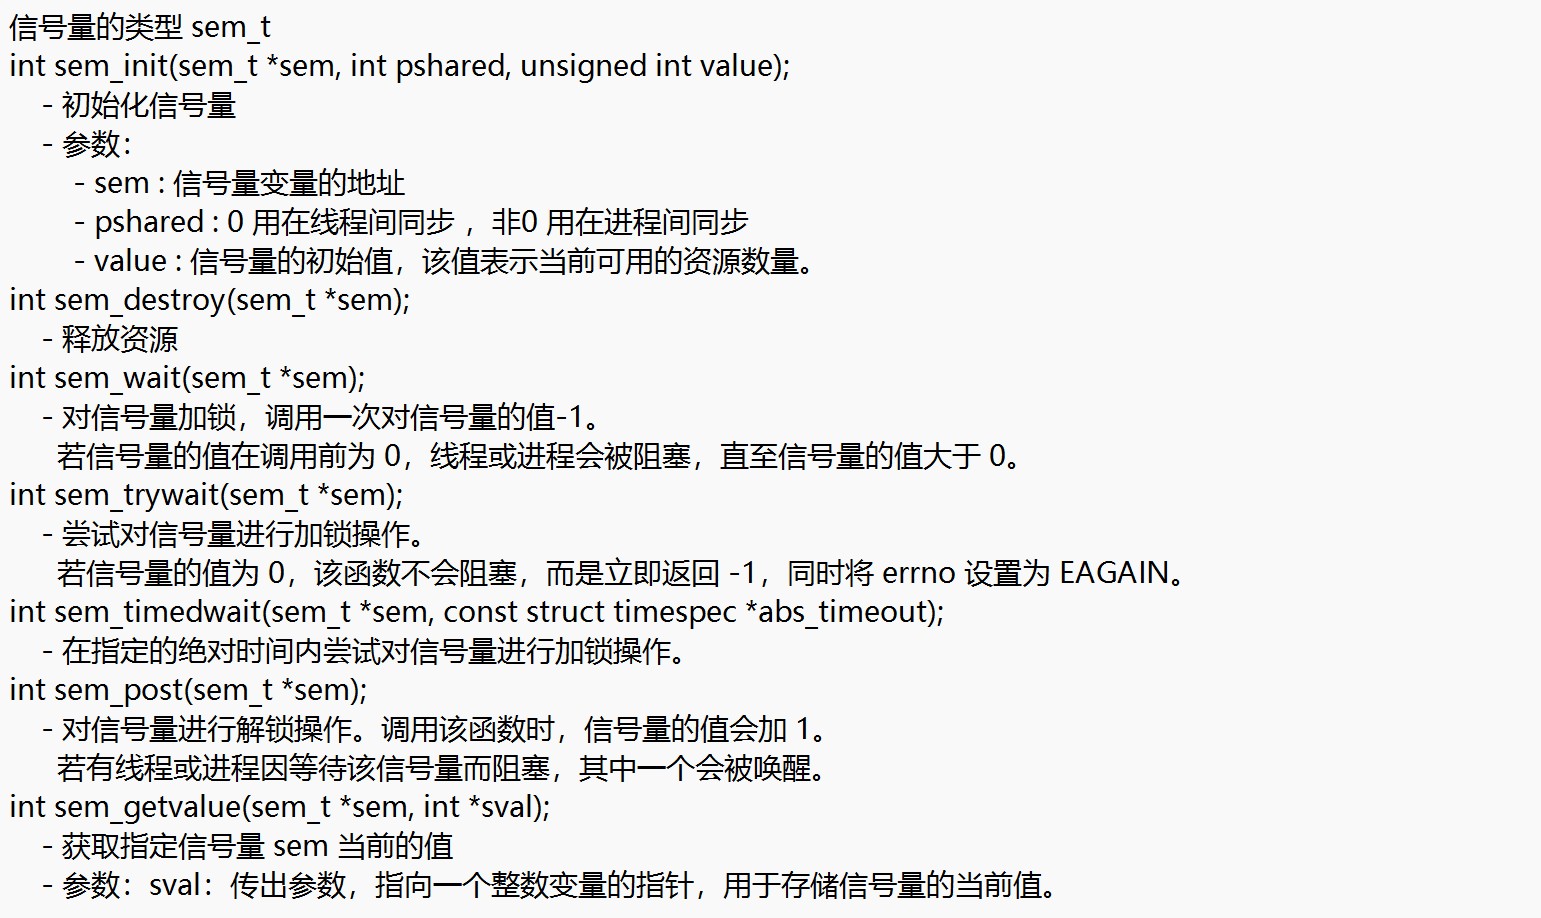 信号量的类型 sem_t
int sem_init(sem_t *sem, int pshared, unsigned int value);
- 初始化信号量
- 参数：
- sem : 信号量变量的地址
- pshared : 0 用在线程间同步 ，非0 用在进程间同步
- value : 信号量的初始值，该值表示当前可用的资源数量。
int sem_destroy(sem_t *sem);
- 释放资源
int sem_wait(sem_t *sem);
- 对信号量加锁，调用一次对信号量的值-1。
若信号量的值在调用前为 0，线程或进程会被阻塞，直至信号量的值大于 0。
int sem_trywait(sem_t *sem);
- 尝试对信号量进行加锁操作。
若信号量的值为 0，该函数不会阻塞，而是立即返回 -1，同时将 errno 设置为 EAGAIN。
int sem_timedwait(sem_t *sem, const struct timespec *abs_timeout);
- 在指定的绝对时间内尝试对信号量进行加锁操作。
int sem_post(sem_t *sem);
- 对信号量进行解锁操作。调用该函数时，信号量的值会加 1。
若有线程或进程因等待该信号量而阻塞，其中一个会被唤醒。
int sem_getvalue(sem_t *sem, int *sval);
- 获取指定信号量 sem 当前的值
- 参数：sval：传出参数，指向一个整数变量的指针，用于存储信号量的当前值。